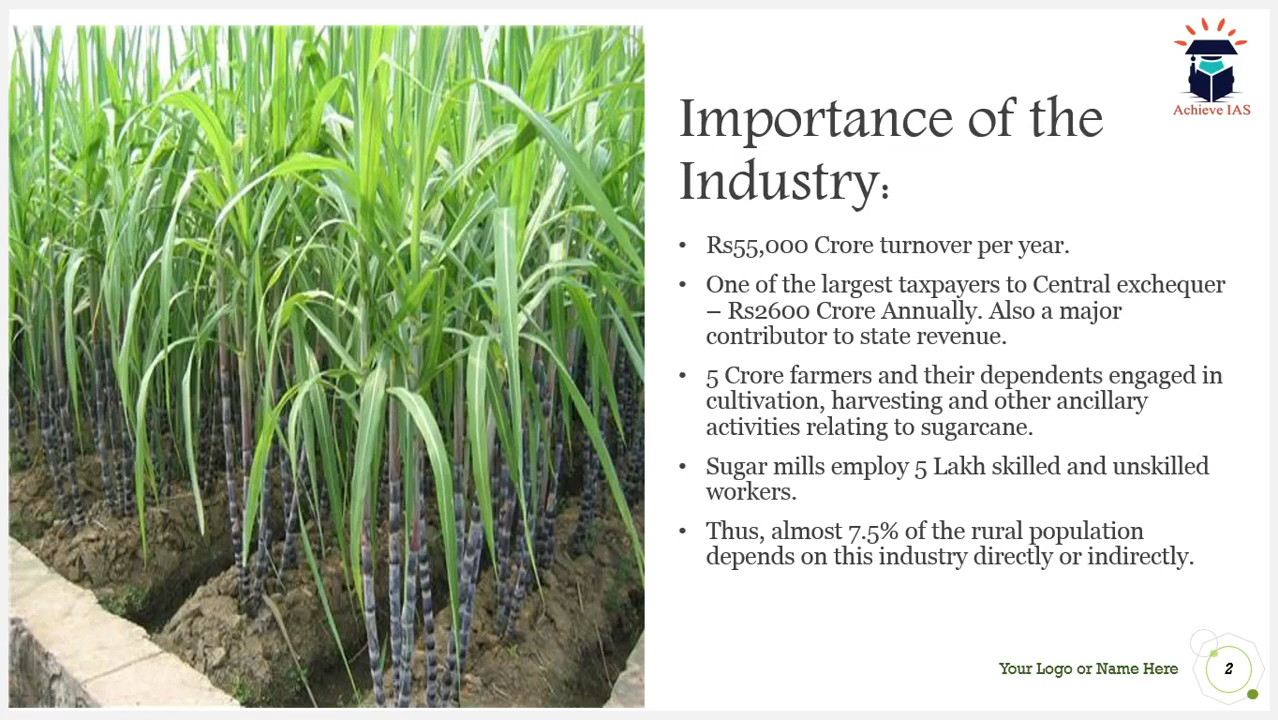 Achieve IAS
Importance of the
Industry:
• Rs55,000 Crore turnover per year.
• One of the largest taxpayers to Central exchequer
– Rs2600 Crore Annually. Also a major
contributor to state revenue.
• 5 Crore farmers and their dependents engaged in
cultivation, harvesting and other ancillary
activities relating to sugarcane.
• Sugar mills employ 5 Lakh skilled and unskilled
workers.
• Thus, almost 7.5% of the rural population
depends on this industry directly or indirectly.
Your Logo or Name Here
2